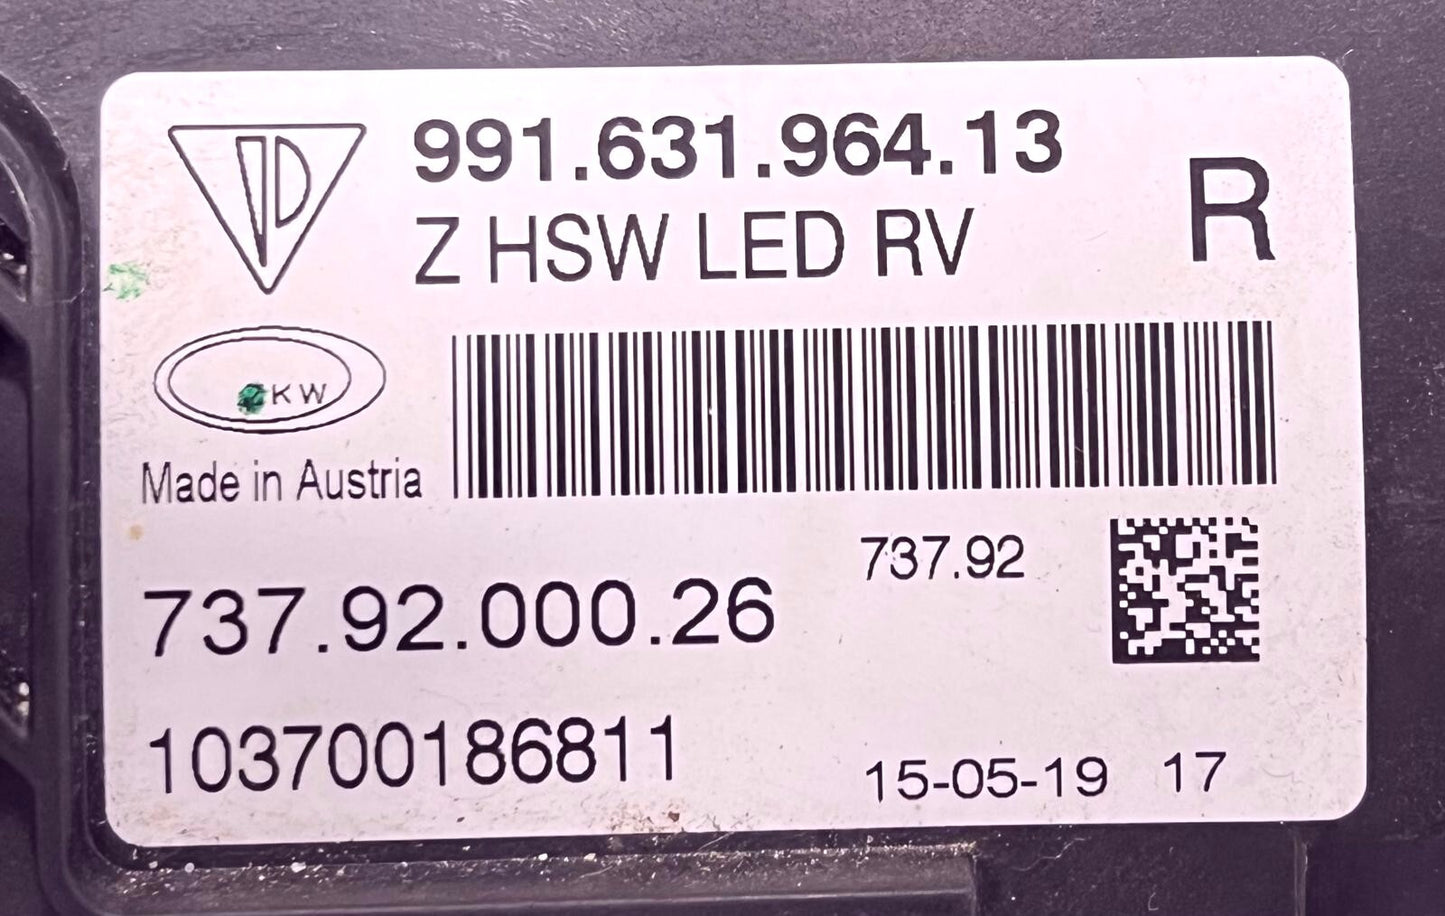 991.631.964.13
Z HSW LED RV
R
ZKW
Made in Austria
737.92
737.92.000.26
103700186811
15-05-19 17